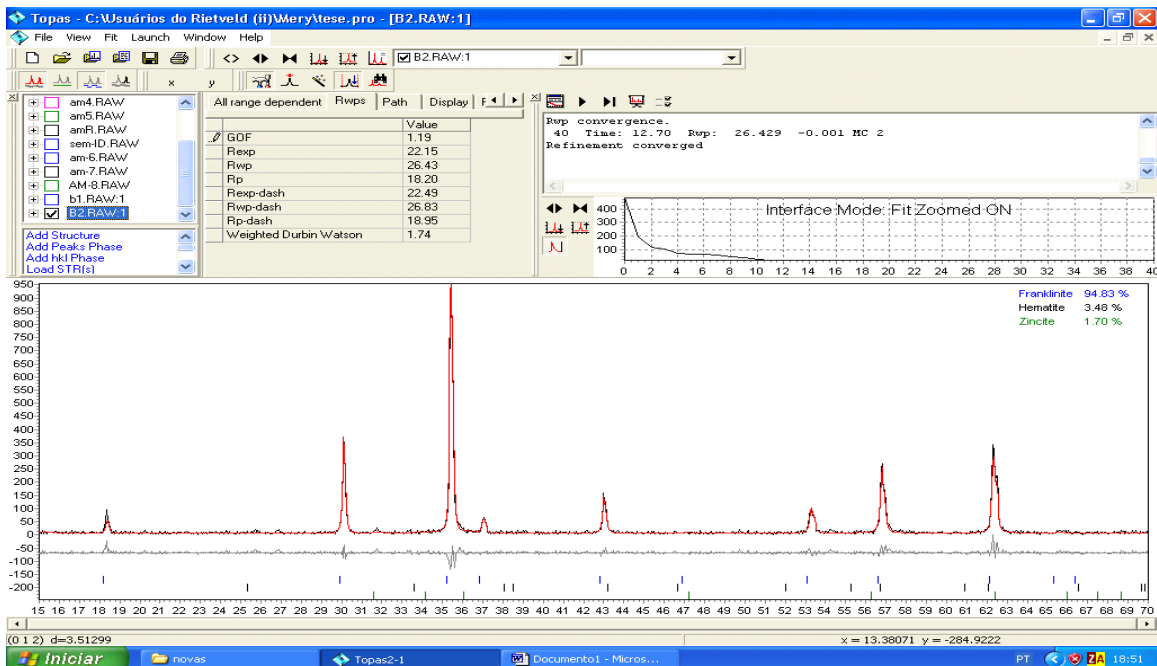 Topas - C:\Usuários do Rietveld (ii)\Mery\tese.pro - [B2.RAW:1]
File View Fit Launch Window Help
B2.RAW:1
x y
am4.RAW
am5.RAW
amR.RAW
sem-ID.RAW
am-6.RAW
am-7.RAW
AM-8.RAW
b1.RAW:1
B2.RAW:1
Add Structure
Add Peaks Phase
Add hkl Phase
Load STR(s)
All range dependent Rwps Path Display
Value
GOF 1.19
Rexp 22.15
Rwp 26.43
Rp 18.20
Rexp-dash 22.49
Rwp-dash 26.83
Rp-dash 18.95
Weighted Durbin Watson 1.74
Rwp convergence.
40 Time: 12.70 Rwp: 26.429 -0.001 MC 2
Refinement converged
Interface Mode: Fit Zoomed ON
400
300
200
100
0 2 4 6 8 10 12 14 16 18 20 22 24 26 28 30 32 34 36 38 40
Franklinite 94.83 %
Hematite 3.48 %
Zincite 1.70 %
950
900
850
800
750
700
650
600
550
500
450
400
350
300
250
200
150
100
50
0
-50
-100
-150
-200
15 16 17 18 19 20 21 22 23 24 25 26 27 28 29 30 31 32 33 34 35 36 37 38 39 40 41 42 43 44 45 46 47 48 49 50 51 52 53 54 55 56 57 58 59 60 61 62 63 64 65 66 67 68 69 70
(0 1 2) d=3.51299
x = 13.38071 y = -284.9222
Iniciar
novas
Topas2-1
Documento1 - Micros...
PT
ZA
18:51